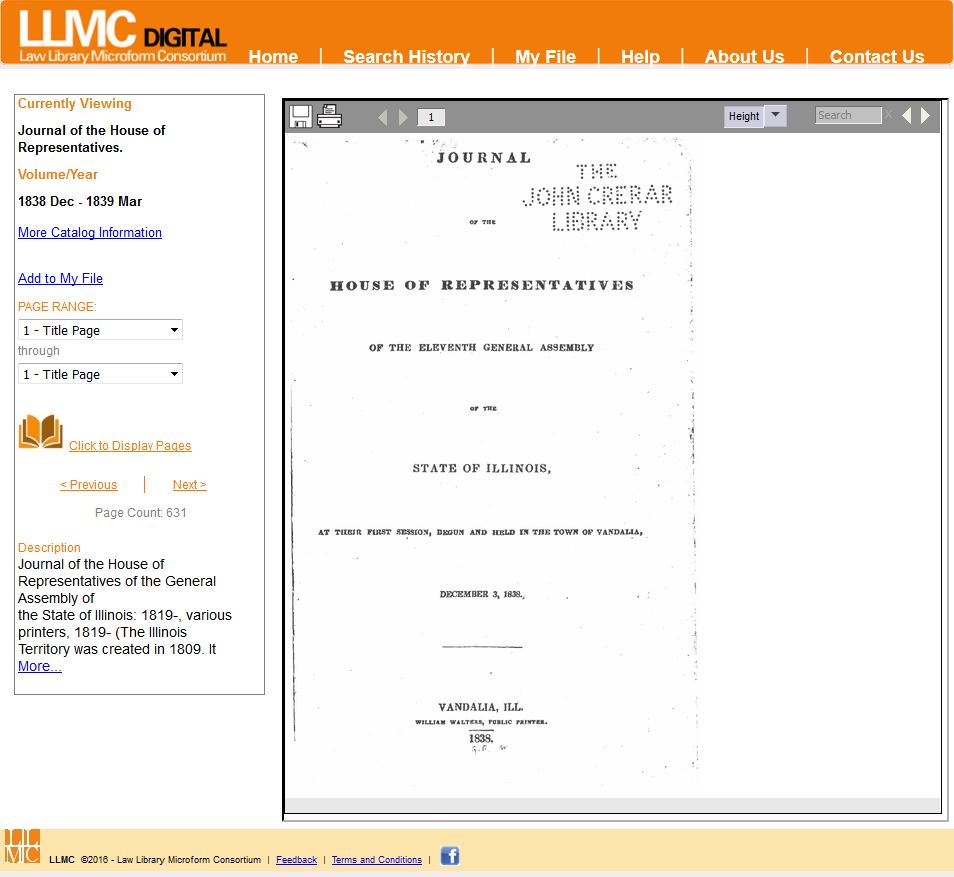 LLMC DIGITAL
Law Library Microform Consortium
Home | Search History | My File | Help | About Us | Contact Us
Currently Viewing
Journal of the House of
Representatives.
Volume/Year
1838 Dec - 1839 Mar
More Catalog Information
Add to My File
PAGE RANGE:
1 - Title Page
through
1 - Title Page
Click to Display Pages
< Previous | Next >
Page Count: 631
Description
Journal of the House of
Representatives of the General
Assembly of
the State of Illinois: 1819-, various
printers, 1819- (The Illinois
Territory was created in 1809. It
More...
1
Height
Search X
JOURNAL
THE
JOHN CRERAR
LIBRARY
OF THE
HOUSE OF REPRESENTATIVES
OF THE ELEVENTH GENERAL ASSEMBLY
OF THE
STATE OF ILLINOIS,
AT THEIR FIRST SESSION, BEGUN AND HELD IN THE TOWN OF VANDALIA,
DECEMBER 3, 1838.
VANDALIA, ILL.
WILLIAM WALTERS, PUBLIC PRINTER.
1838.
LLMC
LLMC ©2016 - Law Library Microform Consortium | Feedback | Terms and Conditions |
f